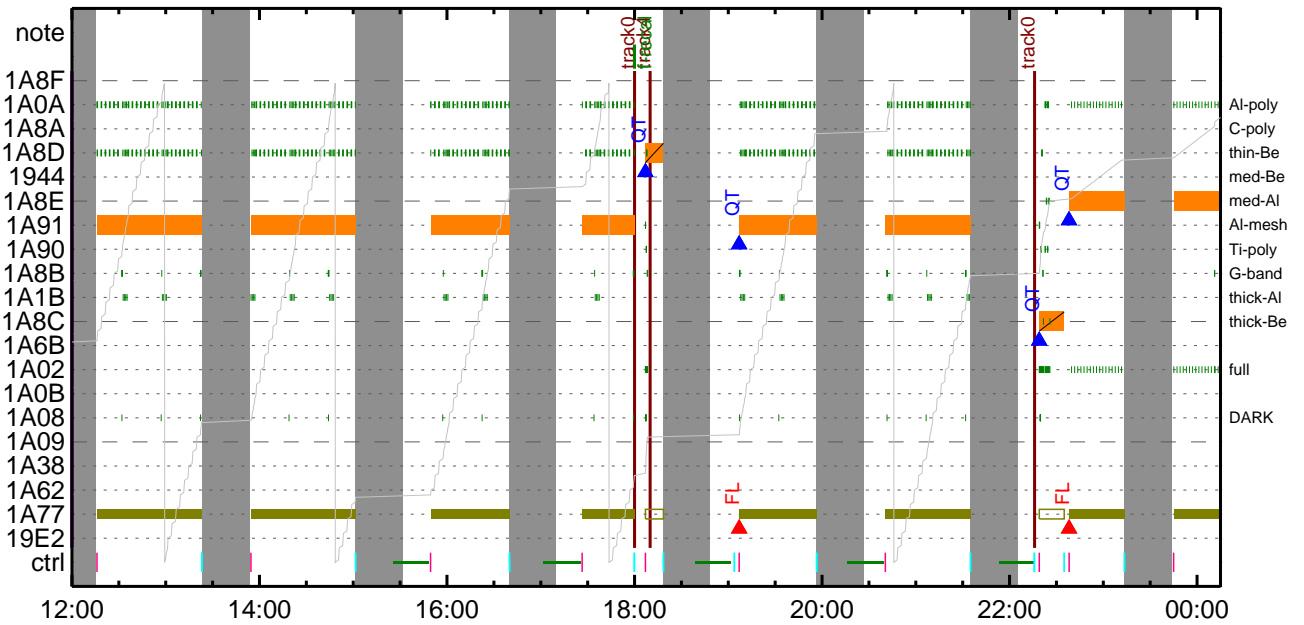 note
track0
track0
1A8F
1A0A
Al-poly
1A8A
C-poly
QT
1A8D
thin-Be
1944
med-Be
QT
QT
1A8E
med-Al
1A91
Al-mesh
1A90
Ti-poly
1A8B
G-band
QT
1A1B
thick-Al
1A8C
thick-Be
1A6B
1A02
full
1A0B
1A08
DARK
1A09
1A38
1A62
FL
FL
1A77
19E2
ctrl
12:00 14:00 16:00 18:00 20:00 22:00 00:00